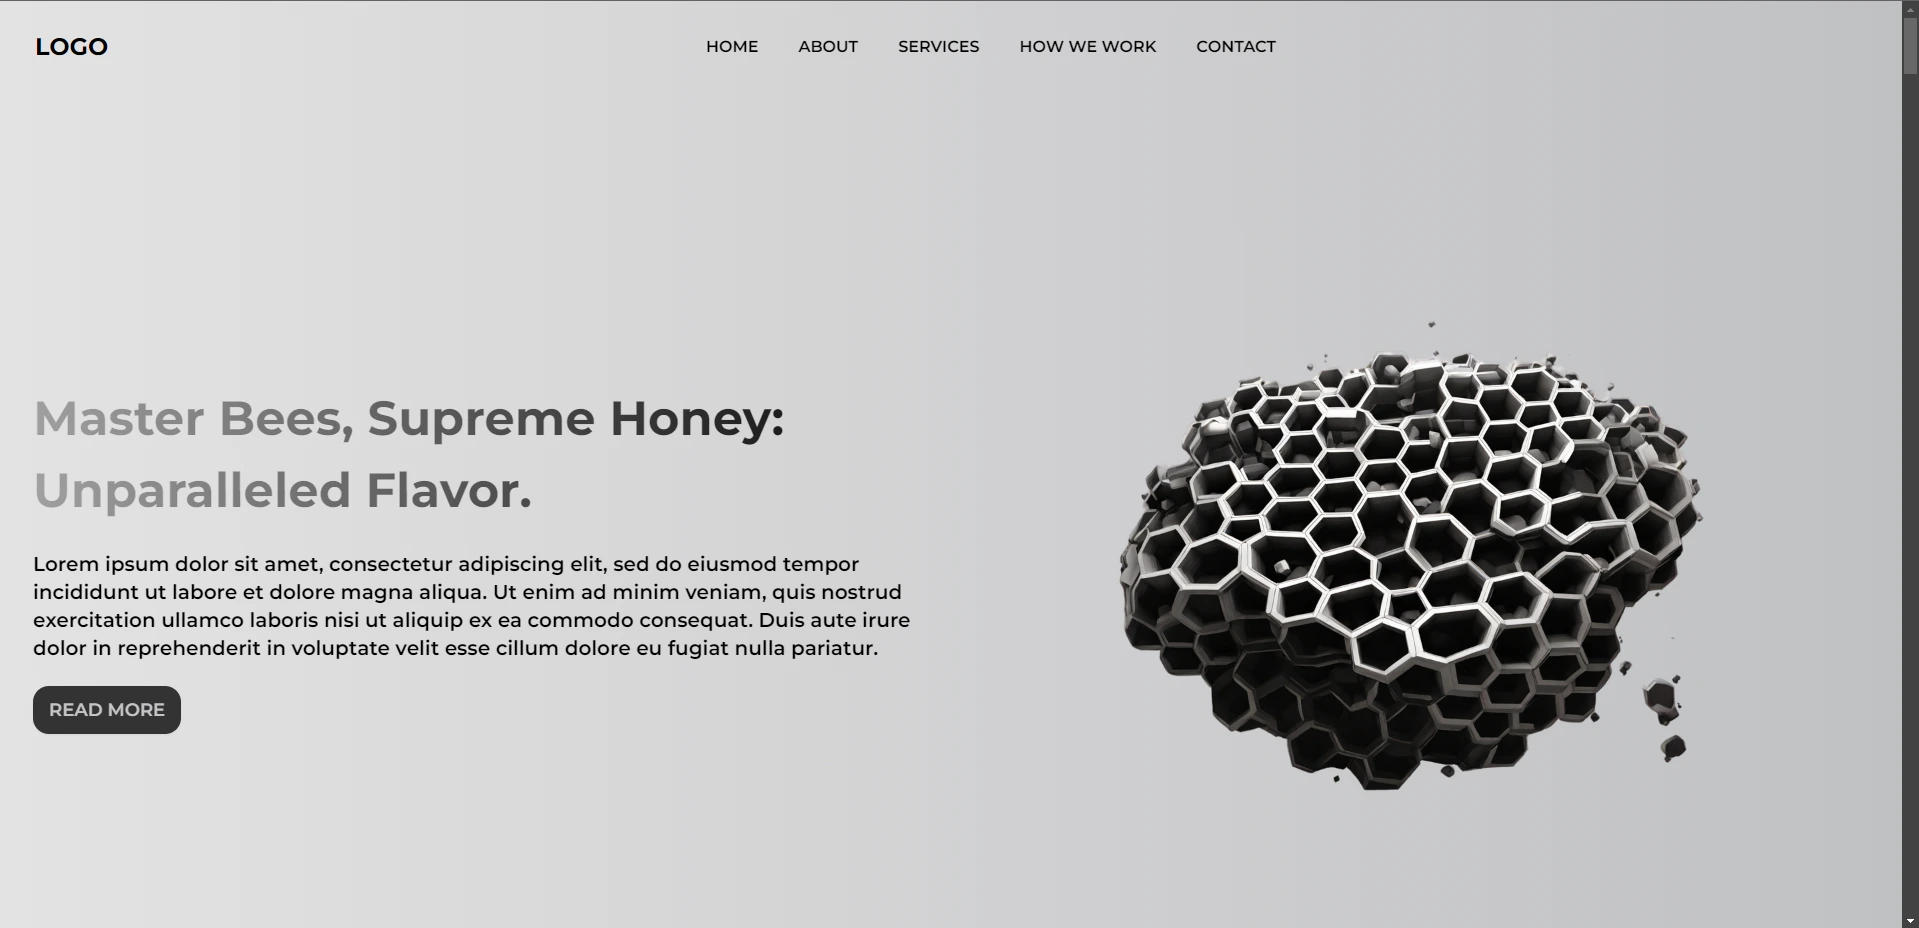 LOGO
HOME ABOUT SERVICES HOW WE WORK CONTACT
Master Bees, Supreme Honey:
Unparalleled Flavor.
Lorem ipsum dolor sit amet, consectetur adipiscing elit, sed do eiusmod tempor
incididunt ut labore et dolore magna aliqua. Ut enim ad minim veniam, quis nostrud
exercitation ullamco laboris nisi ut aliquip ex ea commodo consequat. Duis aute irure
dolor in reprehenderit in voluptate velit esse cillum dolore eu fugiat nulla pariatur.
READ MORE